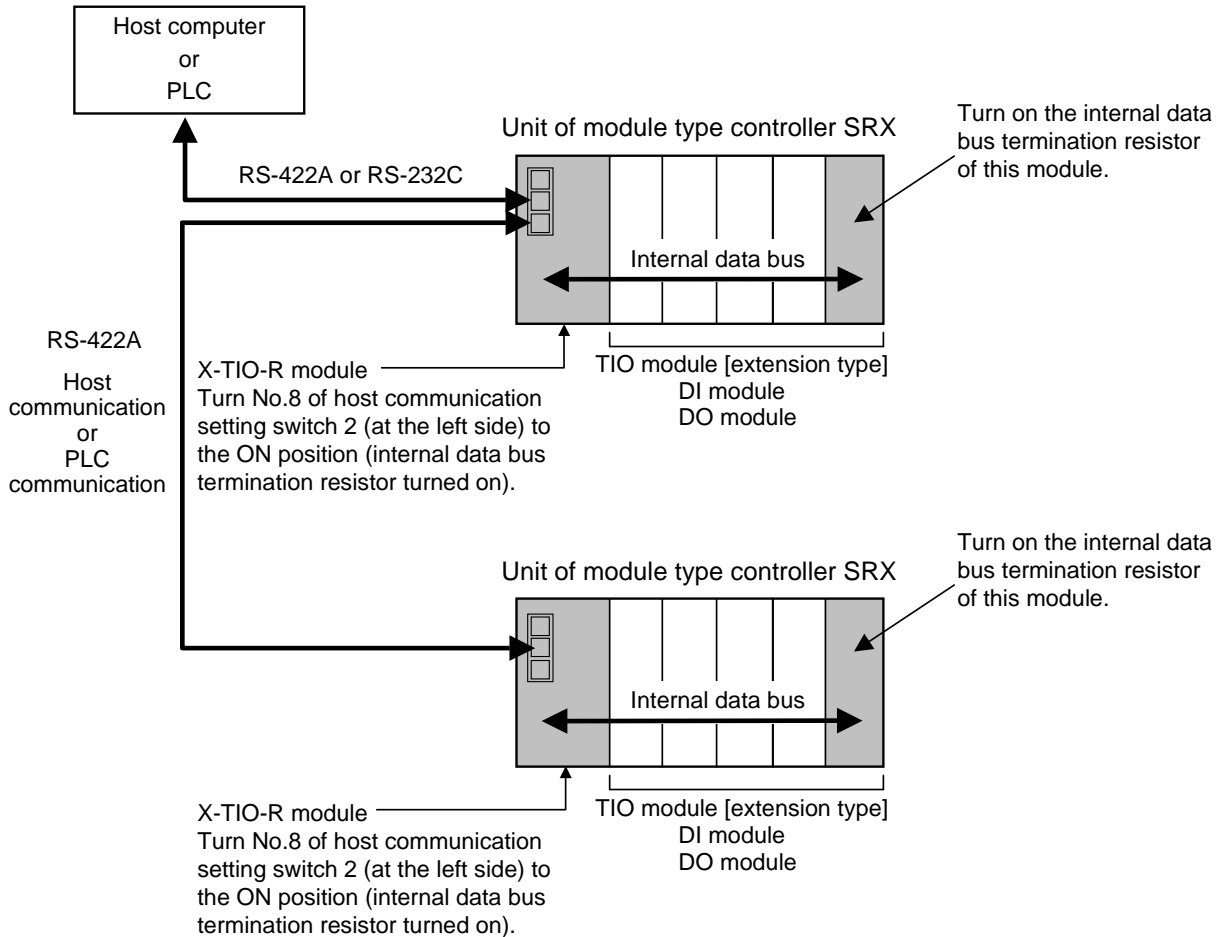 Host computer
or
PLC
Unit of module type controller SRX
Turn on the internal data
bus termination resistor
of this module.
RS-422A or RS-232C
Internal data bus
RS-422A
Host
communication
or
PLC
communication
X-TIO-R module
Turn No.8 of host communication
setting switch 2 (at the left side) to
the ON position (internal data bus
termination resistor turned on).
TIO module [extension type]
DI module
DO module
Unit of module type controller SRX
Turn on the internal data
bus termination resistor
of this module.
Internal data bus
X-TIO-R module
Turn No.8 of host communication
setting switch 2 (at the left side) to
the ON position (internal data bus
termination resistor turned on).
TIO module [extension type]
DI module
DO module